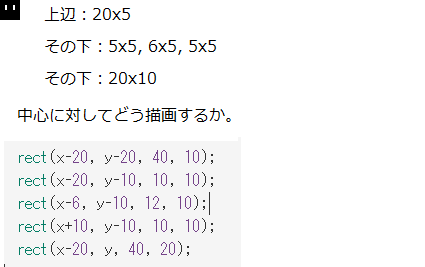 上辺：20x5
その下：5x5, 6x5, 5x5
その下：20x10
中心に対してどう描画するか。
rect(x-20, y-20, 40, 10);
rect(x-20, y-10, 10, 10);
rect(x-6, y-10, 12, 10);
rect(x+10, y-10, 10, 10);
rect(x-20, y, 40, 20);